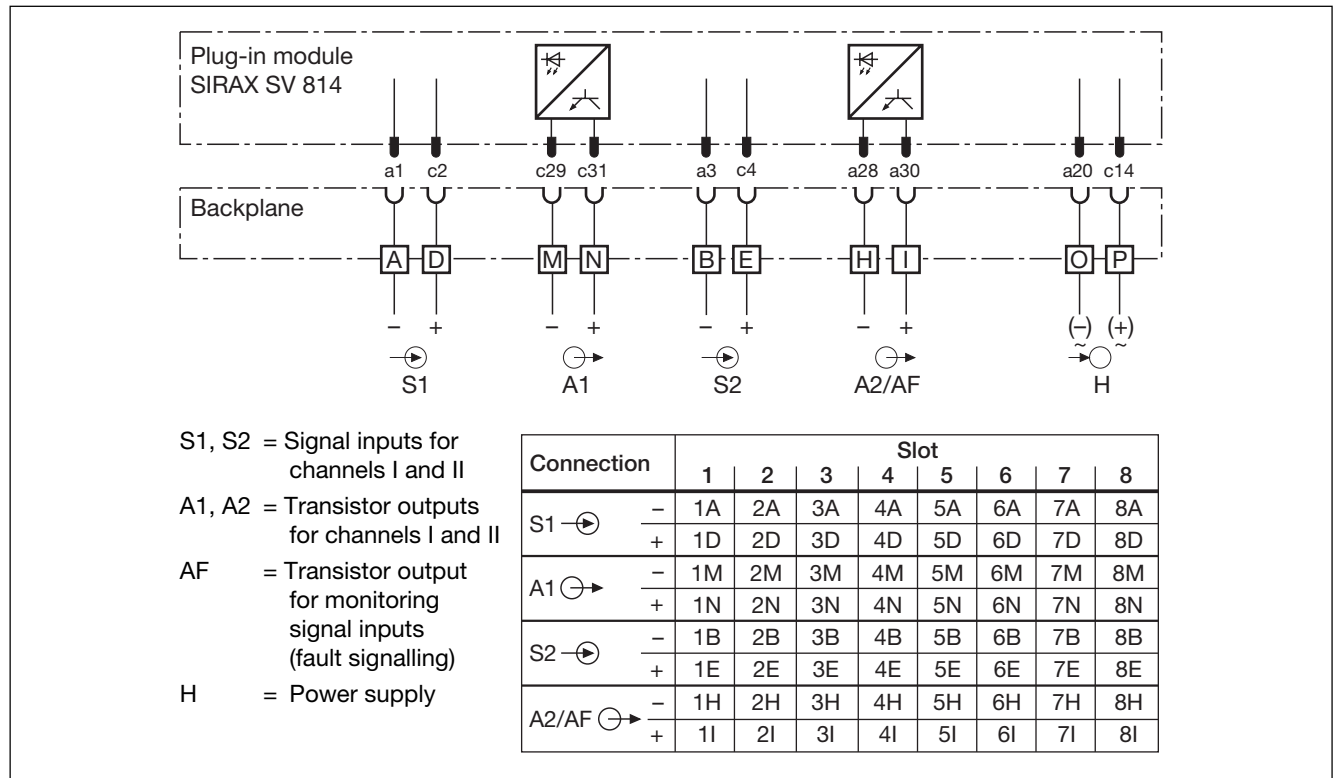 Plug-in module
SIRAX SV 814
a1 c2 c29 c31 a3 c4 a28 a30 a20 c14
Backplane
A D M N B E H I O P
– + – + – + – + (–) (+)
~ ~
S1 A1 S2 A2/AF H
S1, S2 = Signal inputs for
channels I and II
A1, A2 = Transistor outputs
for channels I and II
AF = Transistor output
for monitoring
signal inputs
(fault signalling)
H = Power supply
Connection Slot
1 2 3 4 5 6 7 8
S1 – 1A 2A 3A 4A 5A 6A 7A 8A
+ 1D 2D 3D 4D 5D 6D 7D 8D
A1 – 1M 2M 3M 4M 5M 6M 7M 8M
+ 1N 2N 3N 4N 5N 6N 7N 8N
S2 – 1B 2B 3B 4B 5B 6B 7B 8B
+ 1E 2E 3E 4E 5E 6E 7E 8E
A2/AF – 1H 2H 3H 4H 5H 6H 7H 8H
+ 1I 2I 3I 4I 5I 6I 7I 8I